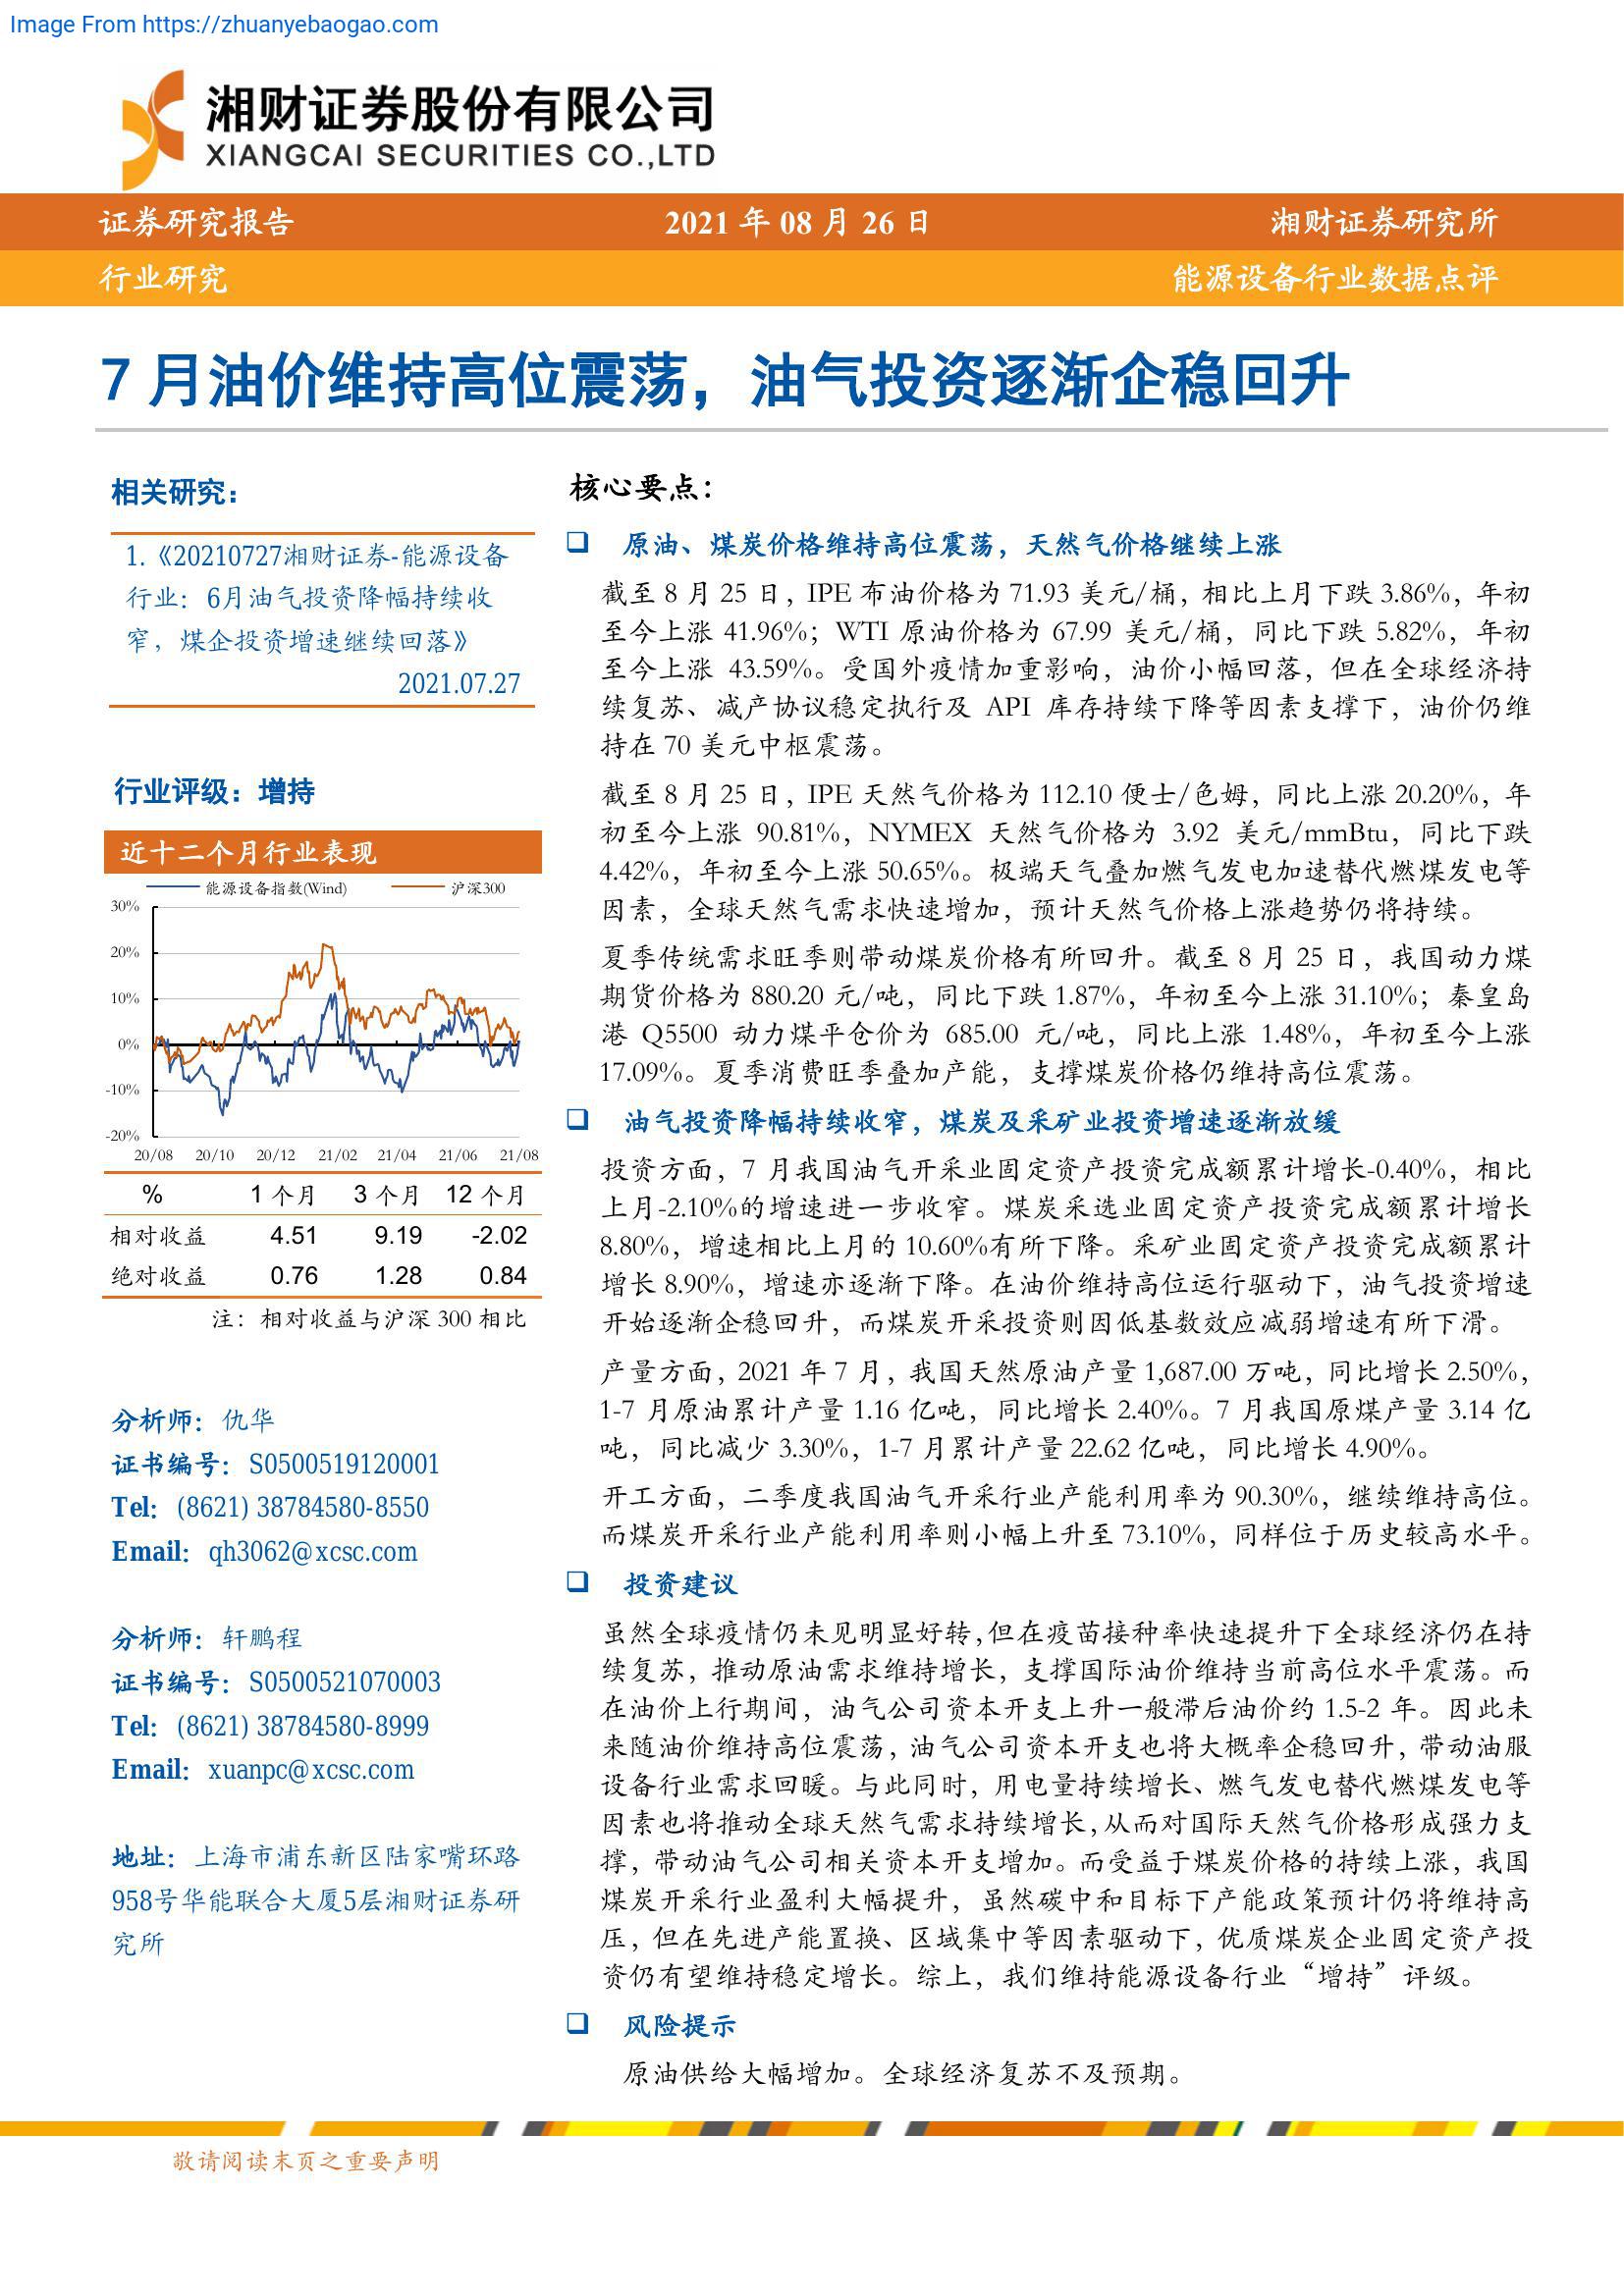 Image From https://zhuanyebaogao.com
湘财证券股份有限公司
XIANGCAI SECURITIES CO.,LTD
证券研究报告 2021 年 08 月 26 日 湘财证券研究所
行业研究 能源设备行业数据点评
7 月油价维持高位震荡，油气投资逐渐企稳回升
相关研究：
1.《20210727湘财证券-能源设备
行业：6月油气投资降幅持续收
窄，煤企投资增速继续回落》
2021.07.27
行业评级：增持
近十二个月行业表现
能源设备指数(Wind) 沪深300
30%
20%
10%
0%
-10%
-20%
20/08 20/10 20/12 21/02 21/04 21/06 21/08
% 1 个月 3 个月 12 个月
相对收益 4.51 9.19 -2.02
绝对收益 0.76 1.28 0.84
注：相对收益与沪深 300 相比
分析师：仇华
证书编号：S0500519120001
Tel：(8621) 38784580-8550
Email：qh3062@xcsc.com
分析师：轩鹏程
证书编号：S0500521070003
Tel：(8621) 38784580-8999
Email：xuanpc@xcsc.com
地址：上海市浦东新区陆家嘴环路
958号华能联合大厦5层湘财证券研
究所
核心要点：
❑ 原油、煤炭价格维持高位震荡，天然气价格继续上涨
截至 8 月 25 日，IPE 布油价格为 71.93 美元/桶，相比上月下跌 3.86%，年初
至今上涨 41.96%；WTI 原油价格为 67.99 美元/桶，同比下跌 5.82%，年初
至今上涨 43.59%。受国外疫情加重影响，油价小幅回落，但在全球经济持
续复苏、减产协议稳定执行及 API 库存持续下降等因素支撑下，油价仍维
持在 70 美元中枢震荡。
截至 8 月 25 日，IPE 天然气价格为 112.10 便士/色姆，同比上涨 20.20%，年
初至今上涨 90.81%，NYMEX 天然气价格为 3.92 美元/mmBtu，同比下跌
4.42%，年初至今上涨 50.65%。极端天气叠加燃气发电加速替代燃煤发电等
因素，全球天然气需求快速增加，预计天然气价格上涨趋势仍将持续。
夏季传统需求旺季则带动煤炭价格有所回升。截至 8 月 25 日，我国动力煤
期货价格为 880.20 元/吨，同比下跌 1.87%，年初至今上涨 31.10%；秦皇岛
港 Q5500 动力煤平仓价为 685.00 元/吨，同比上涨 1.48%，年初至今上涨
17.09%。夏季消费旺季叠加产能，支撑煤炭价格仍维持高位震荡。
❑ 油气投资降幅持续收窄，煤炭及采矿业投资增速逐渐放缓
投资方面，7 月我国油气开采业固定资产投资完成额累计增长-0.40%，相比
上月-2.10%的增速进一步收窄。煤炭采选业固定资产投资完成额累计增长
8.80%，增速相比上月的 10.60%有所下降。采矿业固定资产投资完成额累计
增长 8.90%，增速亦逐渐下降。在油价维持高位运行驱动下，油气投资增速
开始逐渐企稳回升，而煤炭开采投资则因低基数效应减弱增速有所下滑。
产量方面，2021 年 7 月，我国天然原油产量 1,687.00 万吨，同比增长 2.50%，
1-7 月原油累计产量 1.16 亿吨，同比增长 2.40%。7 月我国原煤产量 3.14 亿
吨，同比减少 3.30%，1-7 月累计产量 22.62 亿吨，同比增长 4.90%。
开工方面，二季度我国油气开采行业产能利用率为 90.30%，继续维持高位。
而煤炭开采行业产能利用率则小幅上升至 73.10%，同样位于历史较高水平。
❑ 投资建议
虽然全球疫情仍未见明显好转，但在疫苗接种率快速提升下全球经济仍在持
续复苏，推动原油需求维持增长，支撑国际油价维持当前高位水平震荡。而
在油价上行期间，油气公司资本开支上升一般滞后油价约 1.5-2 年。因此未
来随油价维持高位震荡，油气公司资本开支也将大概率企稳回升，带动油服
设备行业需求回暖。与此同时，用电量持续增长、燃气发电替代燃煤发电等
因素也将推动全球天然气需求持续增长，从而对国际天然气价格形成强力支
撑，带动油气公司相关资本开支增加。而受益于煤炭价格的持续上涨，我国
煤炭开采行业盈利大幅提升，虽然碳中和目标下产能政策预计仍将维持高
压，但在先进产能置换、区域集中等因素驱动下，优质煤炭企业固定资产投
资仍有望维持稳定增长。综上，我们维持能源设备行业“增持”评级。
❑ 风险提示
原油供给大幅增加。全球经济复苏不及预期。
敬请阅读末页之重要声明